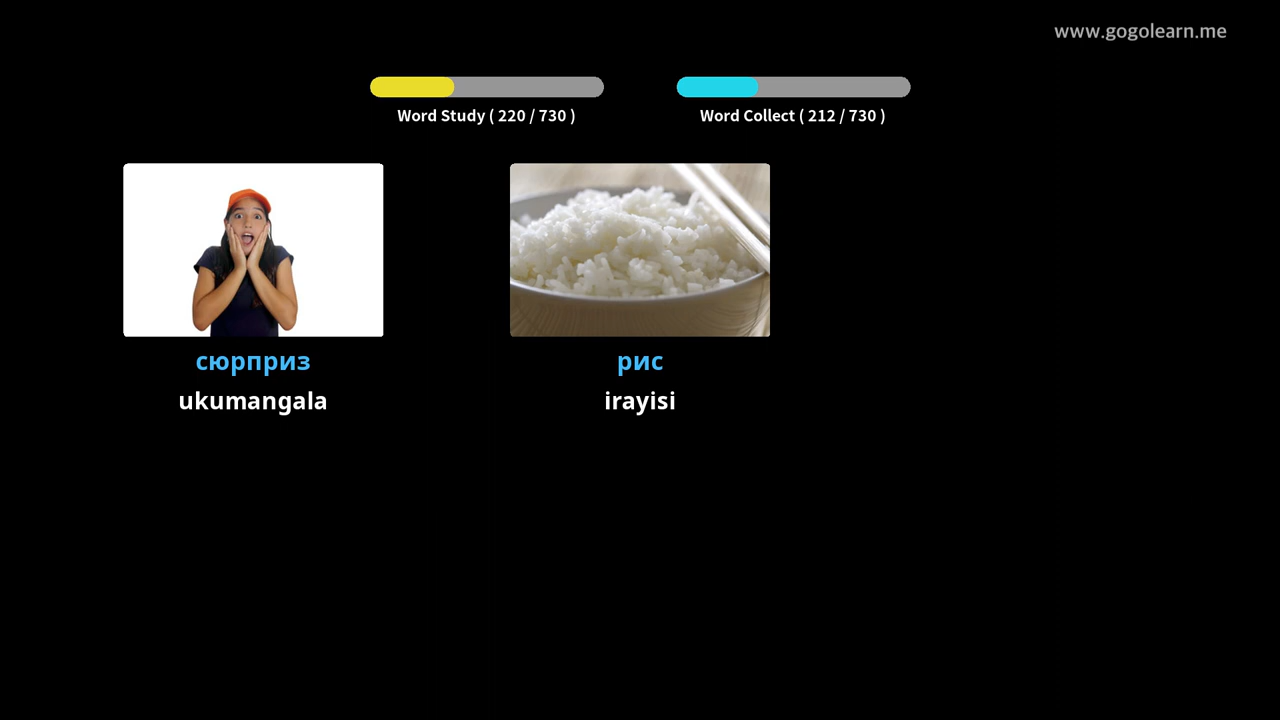 www.gogolearn.me
Word Study ( 220 / 730 )
Word Collect ( 212 / 730 )
сюрприз
ukumangala
рис
irayisi